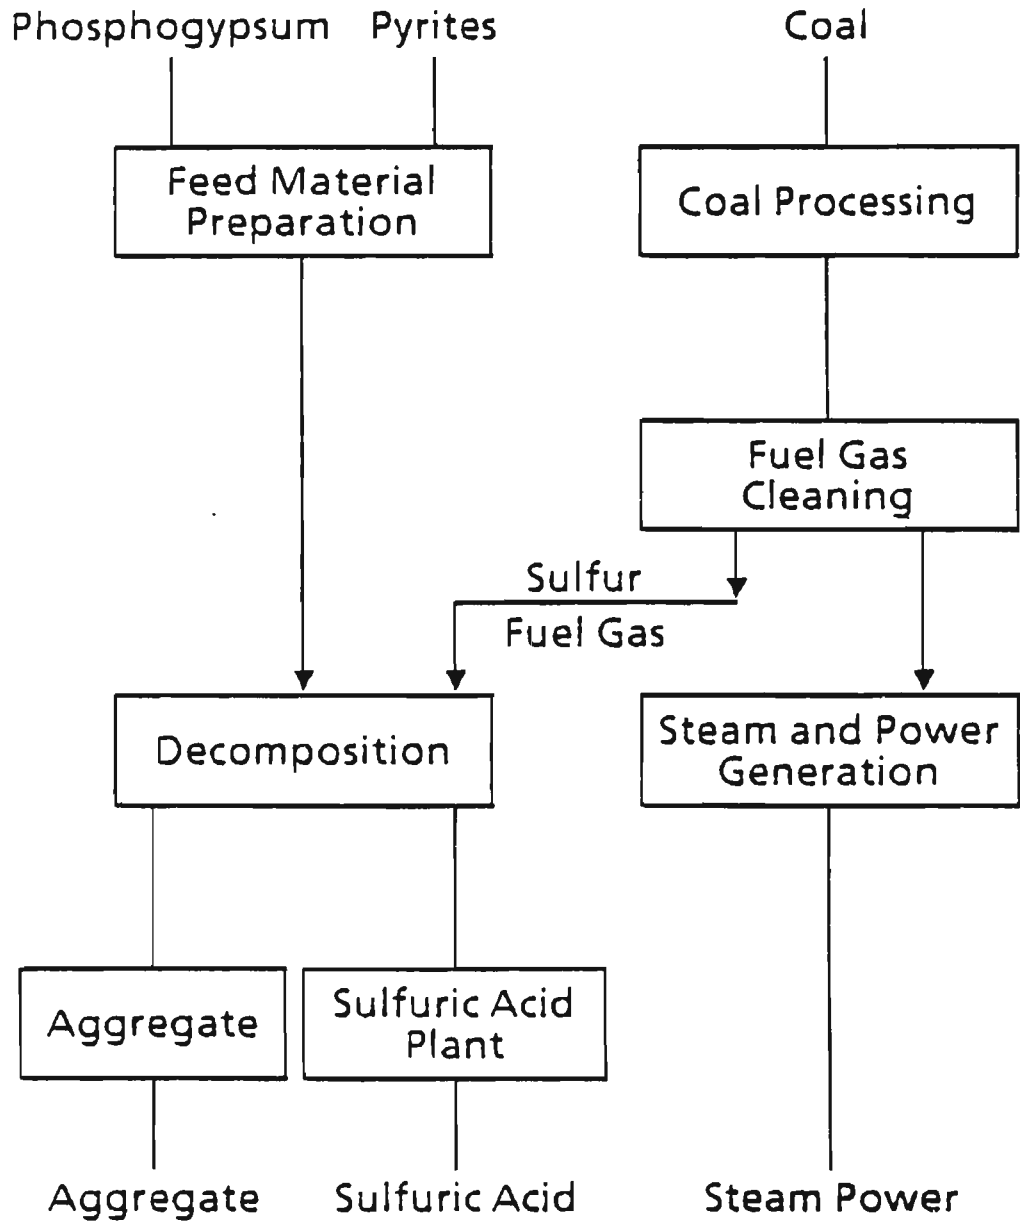 Phosphogypsum
Pyrites
Coal
Feed Material
Preparation
Coal Processing
Fuel Gas
Cleaning
Sulfur
Fuel Gas
Decomposition
Steam and Power
Generation
Aggregate
Sulfuric Acid
Plant
Aggregate
Sulfuric Acid
Steam Power